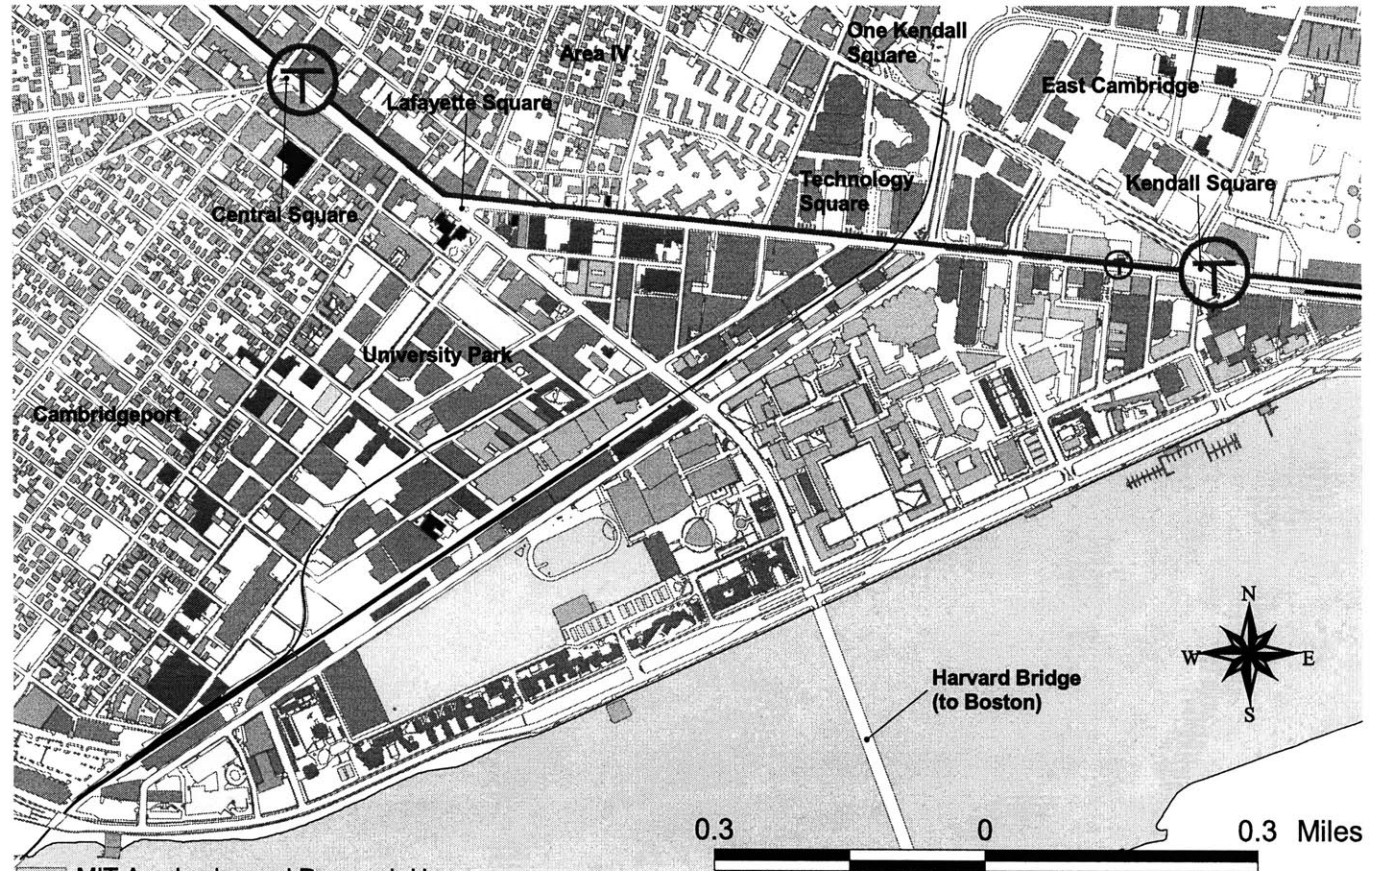 One Kendall
Square
Area IV
T
Lafayette Square
East Cambridge
Technology
Square
Kendall Square
Central Square
T
T
University Park
Cambridgeport
N
W
E
S
Harvard Bridge
(to Boston)
0.3 0 0.3 Miles